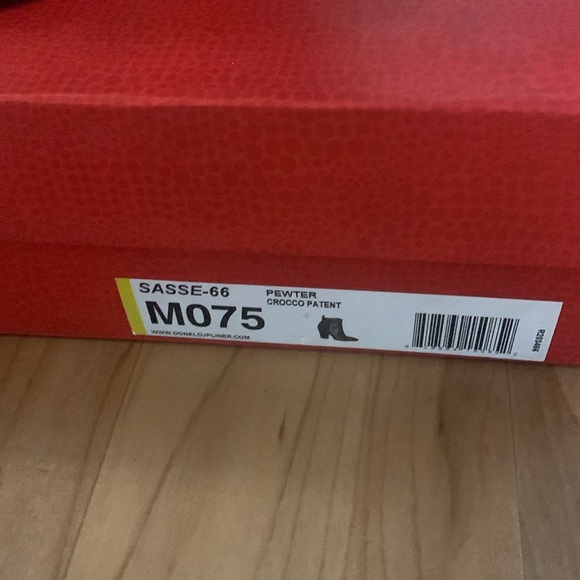 SASSE-66
PEWTER
CROCCO PATENT
M075
WWW.DONALDJPLINER.COM